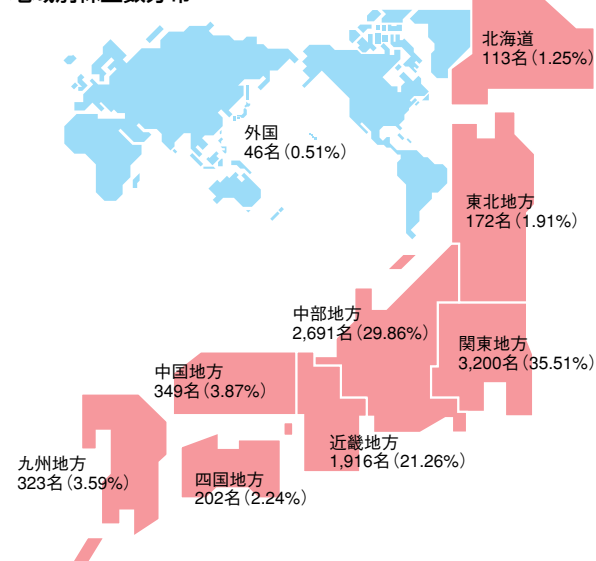 北海道
113名（1.25%）
外国
46名（0.51%）
東北地方
172名（1.91%）
中部地方
2,691名（29.86%）
関東地方
3,200名（35.51%）
中国地方
349名（3.87%）
近畿地方
1,916名（21.26%）
九州地方
323名（3.59%）
四国地方
202名（2.24%）